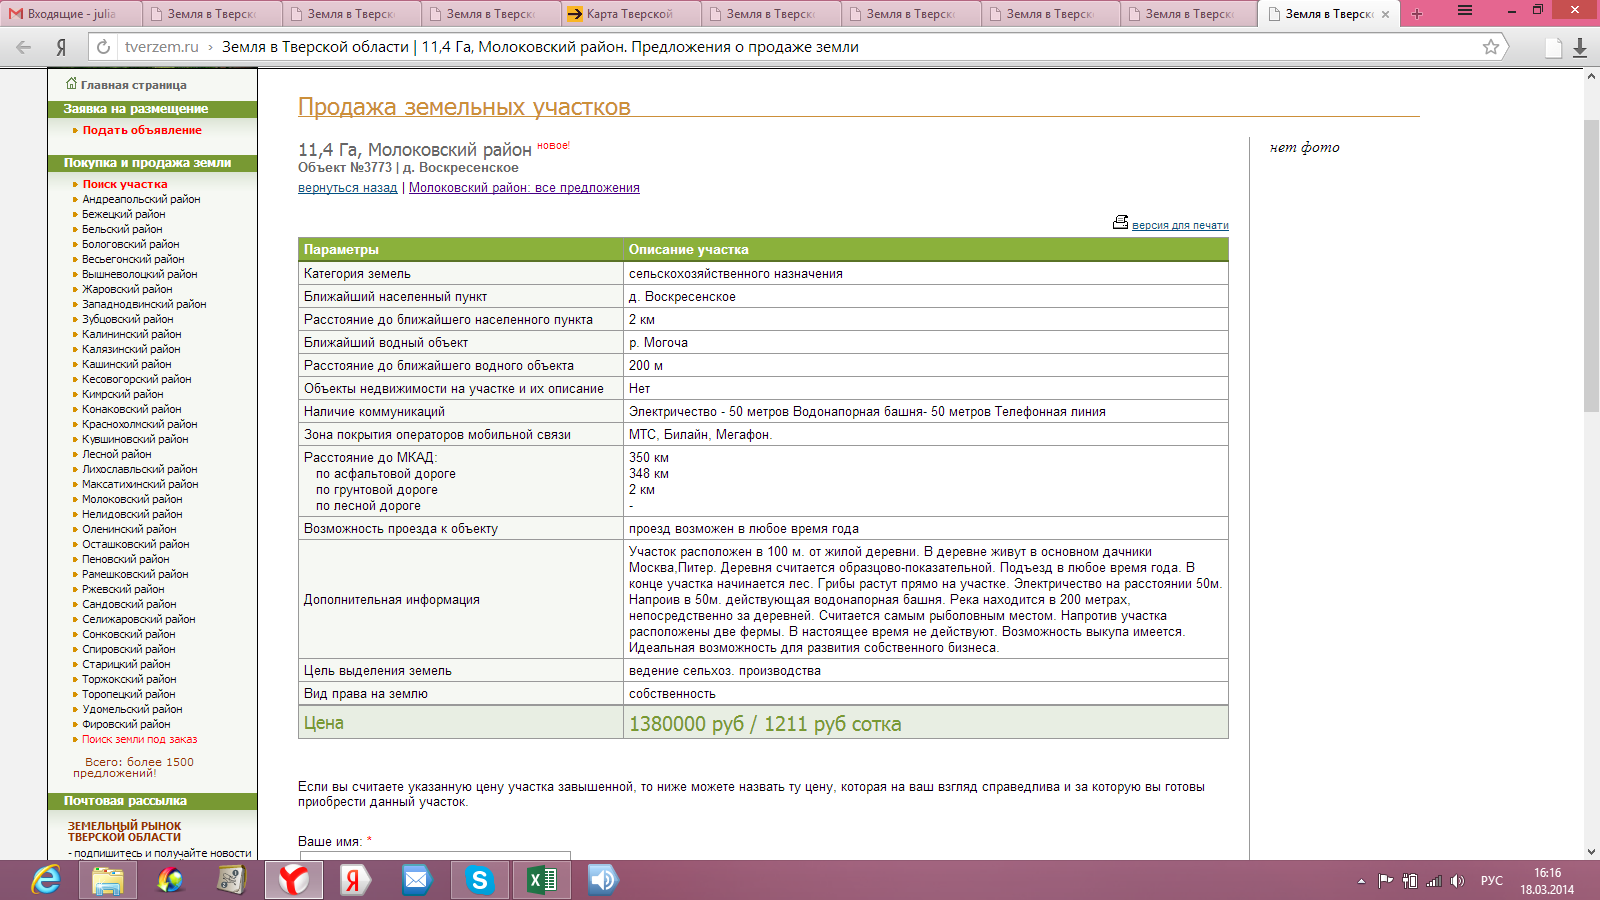 Входящие - julia
Земля в Тверско
Земля в Тверско
Земля в Тверско
Карта Тверской
Земля в Тверско
Земля в Тверско
Земля в Тверско
Земля в Тверско
Земля в Тверск
tverzem.ru › Земля в Тверской области | 11,4 Га, Молоковский район. Предложения о продаже земли
Главная страница
Заявка на размещение
Подать объявление
Покупка и продажа земли
Поиск участка
Андреапольский район
Бежецкий район
Бельский район
Бологовский район
Весьегонский район
Вышневолоцкий район
Жарковский район
Западнодвинский район
Зубцовский район
Калининский район
Калязинский район
Кашинский район
Кесовогорский район
Кимрский район
Конаковский район
Краснохолмский район
Кувшиновский район
Лесной район
Лихославльский район
Максатихинский район
Молоковский район
Нелидовский район
Оленинский район
Осташковский район
Пеновский район
Рамешковский район
Ржевский район
Сандовский район
Селижаровский район
Сонковский район
Спировский район
Старицкий район
Торжокский район
Торопецкий район
Удомельский район
Фировский район
Поиск земли под заказ
Всего: более 1500
предложений!
Почтовая рассылка
ЗЕМЕЛЬНЫЙ РЫНОК
ТВЕРСКОЙ ОБЛАСТИ
- подпишитесь и получайте новости
Продажа земельных участков
11,4 Га, Молоковский район новое!
Объект №3773 | д. Воскресенское
вернуться назад | Молоковский район: все предложения
нет фото
версия для печати
Параметры Описание участка
Категория земель сельскохозяйственного назначения
Ближайший населенный пункт д. Воскресенское
Расстояние до ближайшего населенного пункта 2 км
Ближайший водный объект р. Могоча
Расстояние до ближайшего водного объекта 200 м
Объекты недвижимости на участке и их описание Нет
Наличие коммуникаций Электричество - 50 метров Водонапорная башня- 50 метров Телефонная линия
Зона покрытия операторов мобильной связи МТС, Билайн, Мегафон.
Расстояние до МКАД: 350 км
по асфальтовой дороге 348 км
по грунтовой дороге 2 км
по лесной дороге -
Возможность проезда к объекту проезд возможен в любое время года
Дополнительная информация
Участок расположен в 100 м. от жилой деревни. В деревне живут в основном дачники
Москва,Питер. Деревня считается образцово-показательной. Подъезд в любое время года. В
конце участка начинается лес. Грибы растут прямо на участке. Электричество на расстоянии 50м.
Напроив в 50м. действующая водонапорная башня. Река находится в 200 метрах,
непосредственно за деревней. Считается самым рыболовным местом. Напротив участка
расположены две фермы. В настоящее время не действуют. Возможность выкупа имеется.
Идеальная возможность для развития собственного бизнеса.
Цель выделения земель ведение сельхоз. производства
Вид права на землю собственность
Цена 1380000 руб / 1211 руб сотка
Если вы считаете указанную цену участка завышенной, то ниже можете назвать ту цену, которая на ваш взгляд справедлива и за которую вы готовы
приобрести данный участок.
Ваше имя: *
РУС
16:16
18.03.2014